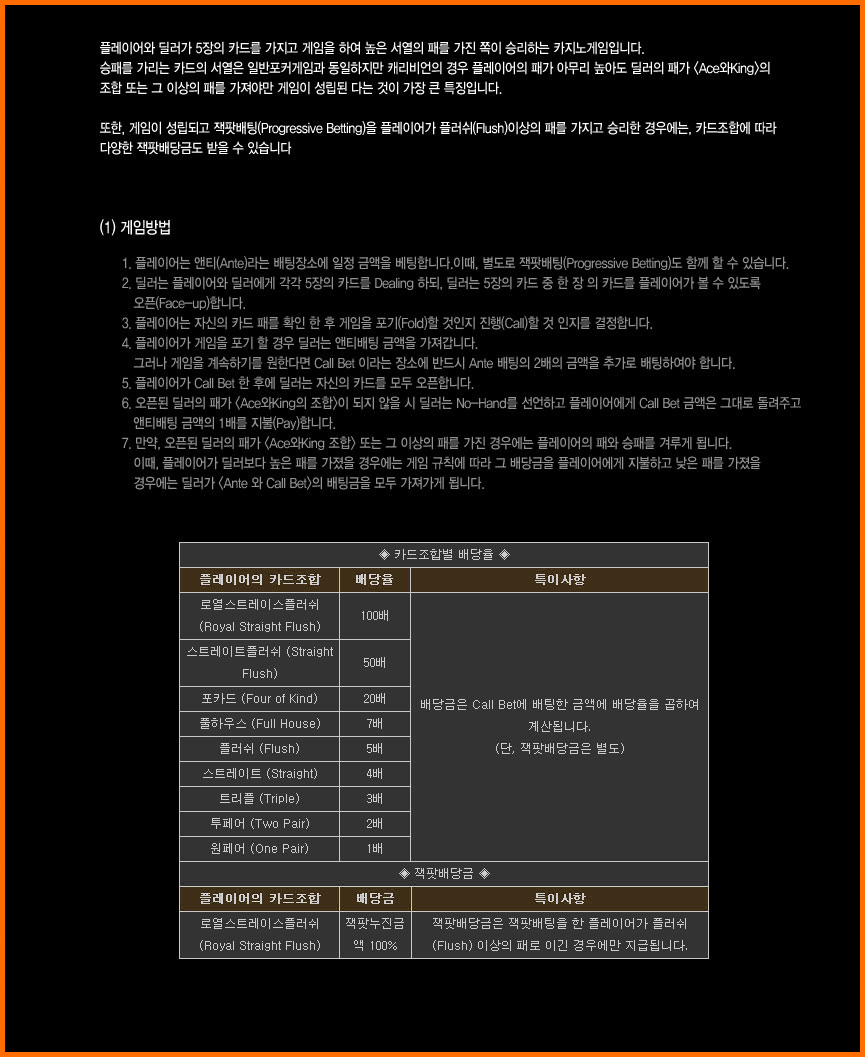 플레이어와 딜러가 5장의 카드를 가지고 게임을 하여 높은 서열의 패를 가진 쪽이 승리하는 카지노게임입니다.
승패를 가리는 카드의 서열은 일반포커게임과 동일하지만 캐리비언의 경우 플레이어의 패가 아무리 높아도 딜러의 패가 <Ace와King>의
조합 또는 그 이상의 패를 가져야만 게임이 성립된 다는 것이 가장 큰 특징입니다.
또한, 게임이 성립되고 잭팟배팅(Progressive Betting)을 플레이어가 플러쉬(Flush)이상의 패를 가지고 승리한 경우에는, 카드조합에 따라
다양한 잭팟배당금도 받을 수 있습니다
(1) 게임방법
1. 플레이어는 앤티(Ante)라는 배팅장소에 일정 금액을 베팅합니다.이때, 별도로 잭팟배팅(Progressive Betting)도 함께 할 수 있습니다.
2. 딜러는 플레이어와 딜러에게 각각 5장의 카드를 Dealing 하되, 딜러는 5장의 카드 중 한 장 의 카드를 플레이어가 볼 수 있도록
오픈(Face-up)합니다.
3. 플레이어는 자신의 카드 패를 확인 한 후 게임을 포기(Fold)할 것인지 진행(Call)할 것 인지를 결정합니다.
4. 플레이어가 게임을 포기 할 경우 딜러는 앤티배팅 금액을 가져갑니다.
그러나 게임을 계속하기를 원한다면 Call Bet 이라는 장소에 반드시 Ante 배팅의 2배의 금액을 추가로 배팅하여야 합니다.
5. 플레이어가 Call Bet 한 후에 딜러는 자신의 카드를 모두 오픈합니다.
6. 오픈된 딜러의 패가 <Ace와King의 조합>이 되지 않을 시 딜러는 No-Hand를 선언하고 플레이어에게 Call Bet 금액은 그대로 돌려주고
앤티배팅 금액의 1배를 지불(Pay)합니다.
7. 만약, 오픈된 딜러의 패가 <Ace와King 조합> 또는 그 이상의 패를 가진 경우에는 플레이어의 패와 승패를 겨루게 됩니다.
이때, 플레이어가 딜러보다 높은 패를 가졌을 경우에는 게임 규칙에 따라 그 배당금을 플레이어에게 지불하고 낮은 패를 가졌을
경우에는 딜러가 <Ante 와 Call Bet>의 배팅금을 모두 가져가게 됩니다.
◈ 카드조합별 배당율 ◈
플레이어의 카드조합 배당율 특이사항
로열스트레이스플러쉬
(Royal Straight Flush)
100배
스트레이트플러쉬 (Straight
Flush)
50배
포카드 (Four of Kind) 20배
풀하우스 (Full House) 7배
플러쉬 (Flush) 5배
스트레이트 (Straight) 4배
트리플 (Triple) 3배
투페어 (Two Pair) 2배
원페어 (One Pair) 1배
배당금은 Call Bet에 배팅한 금액에 배당율을 곱하여
계산됩니다.
(단, 잭팟배당금은 별도)
◈ 잭팟배당금 ◈
플레이어의 카드조합 배당금 특이사항
로열스트레이스플러쉬
(Royal Straight Flush)
잭팟누진금
액 100%
잭팟배당금은 잭팟배팅을 한 플레이어가 플러쉬
(Flush) 이상의 패로 이긴 경우에만 지급됩니다.